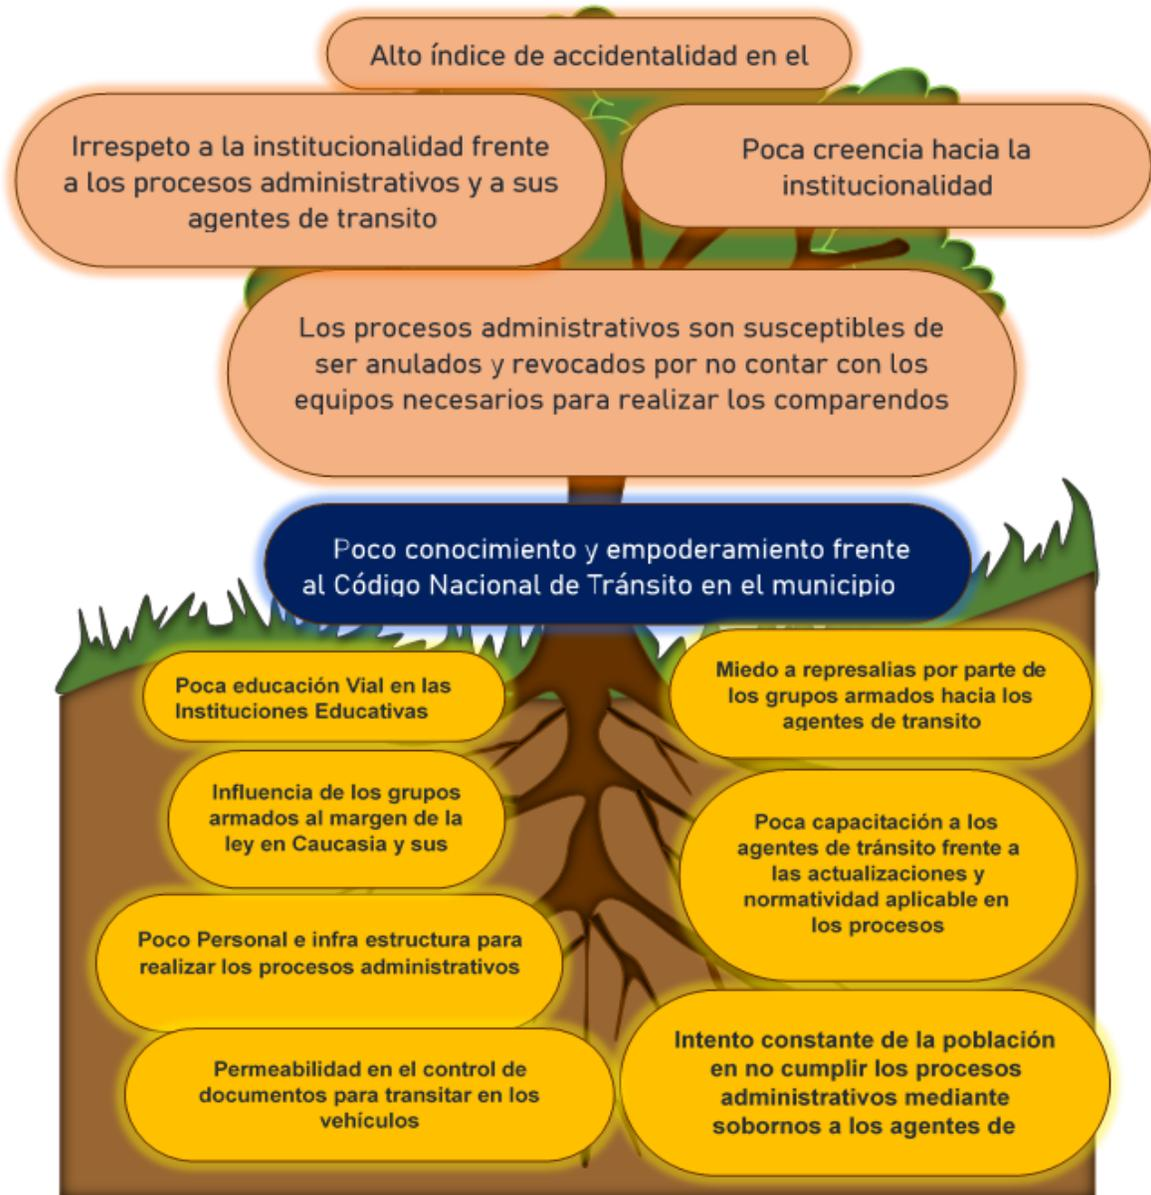 Alto índice de accidentalidad en el
Irrespeto a la institucionalidad frente
a los procesos administrativos y a sus
agentes de transito
Poca creencia hacia la
institucionalidad
Los procesos administrativos son susceptibles de
ser anulados y revocados por no contar con los
equipos necesarios para realizar los comparendos
Poco conocimiento y empoderamiento frente
al Código Nacional de Tránsito en el municipio
Poca educación Vial en las
Instituciones Educativas
Miedo a represalias por parte de
los grupos armados hacia los
agentes de transito
Influencia de los grupos
armados al margen de la
ley en Caucasia y sus
Poca capacitación a los
agentes de tránsito frente a
las actualizaciones y
normatividad aplicable en
los procesos
Poco Personal e infra estructura para
realizar los procesos administrativos
Intento constante de la población
en no cumplir los procesos
administrativos mediante
sobornos a los agentes de
Permeabilidad en el control de
documentos para transitar en los
vehículos